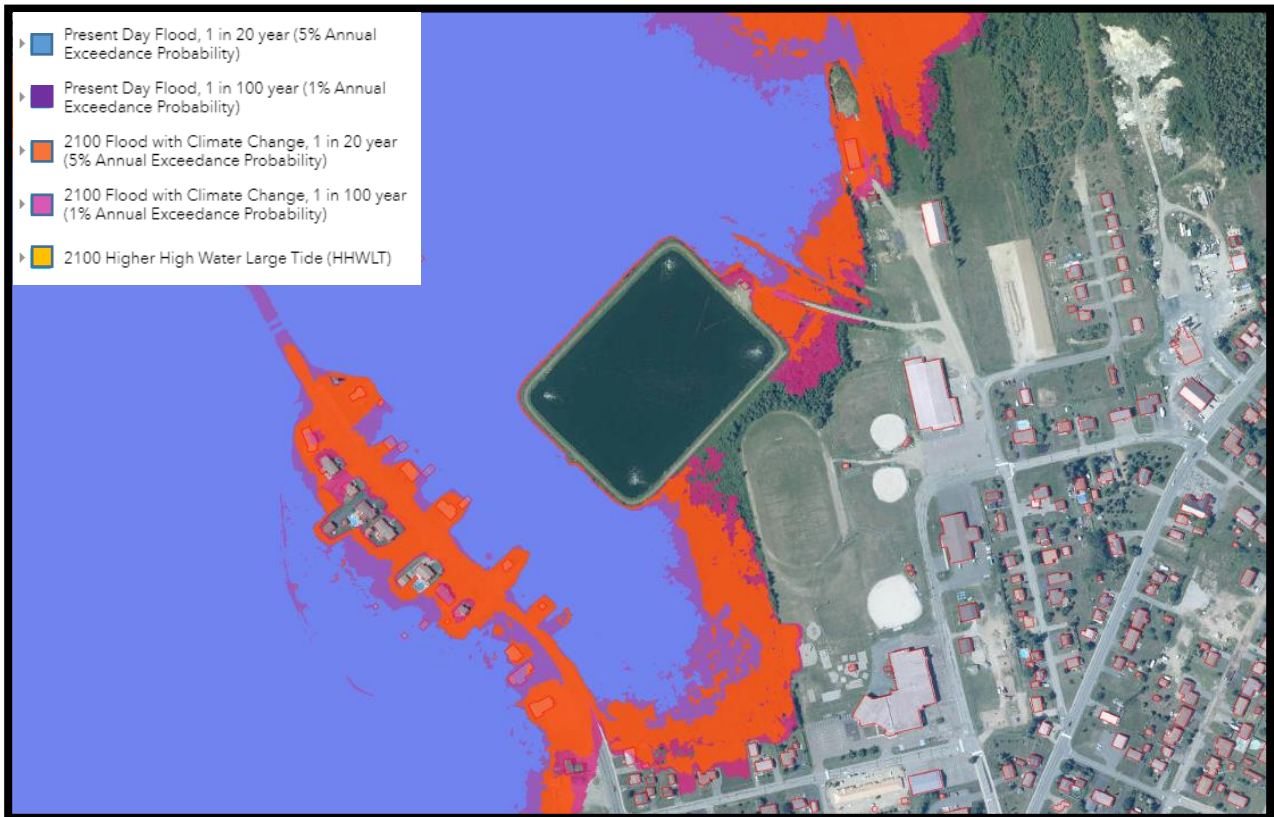 Present Day Flood, 1 in 20 year (5% Annual
Exceedance Probability)
Present Day Flood, 1 in 100 year (1% Annual
Exceedance Probability)
2100 Flood with Climate Change, 1 in 20 year
(5% Annual Exceedance Probability)
2100 Flood with Climate Change, 1 in 100 year
(1% Annual Exceedance Probability)
2100 Higher High Water Large Tide (HHWLT)